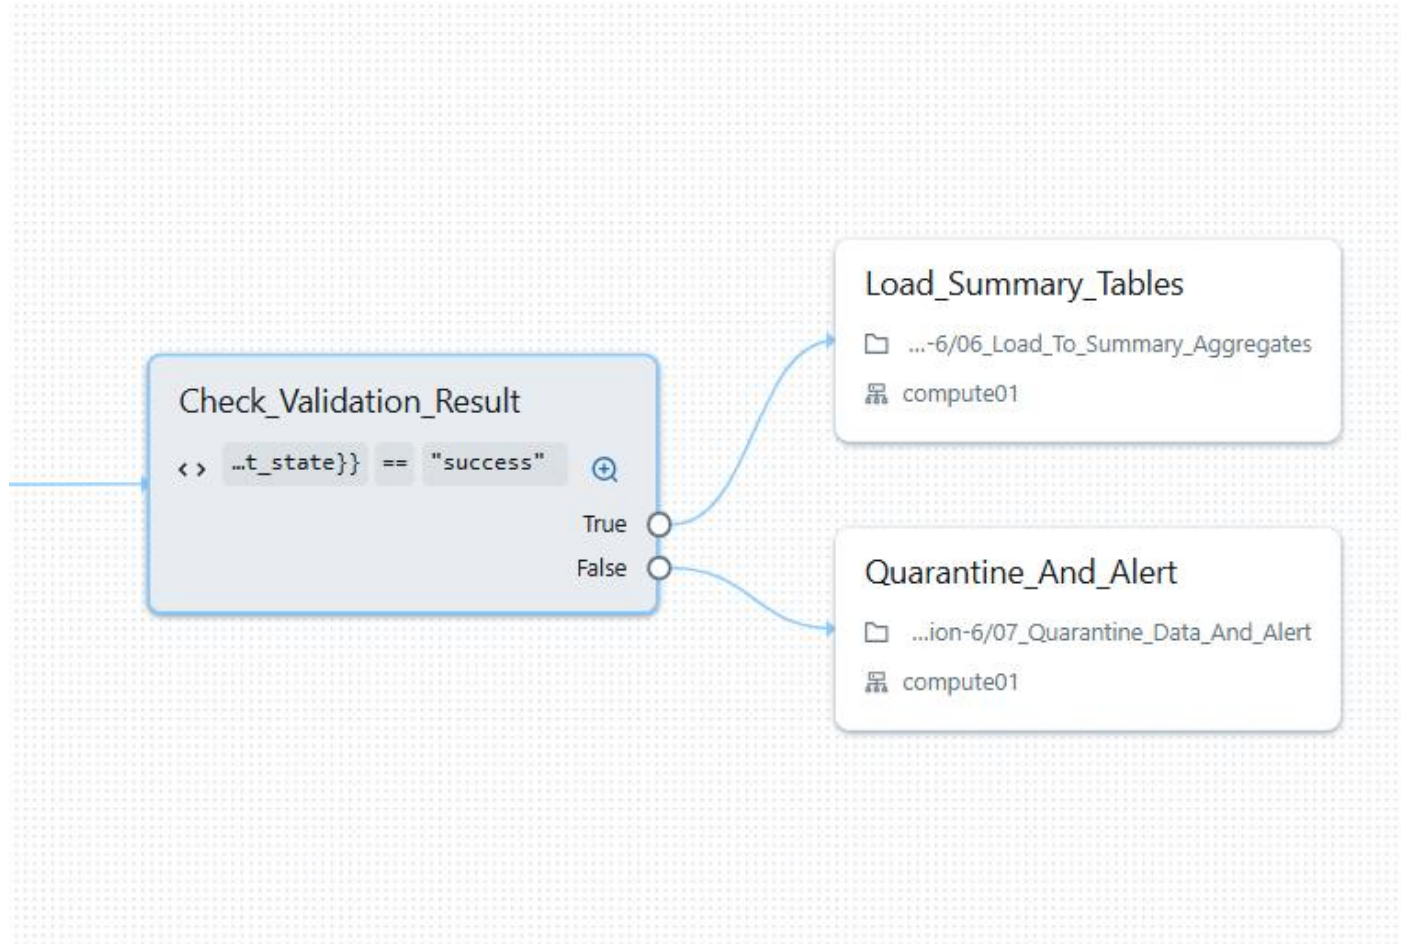 Check_Validation_Result
…t_state}} == "success"
True
False
Load_Summary_Tables
...-6/06_Load_To_Summary_Aggregates
compute01
Quarantine_And_Alert
...ion-6/07_Quarantine_Data_And_Alert
compute01